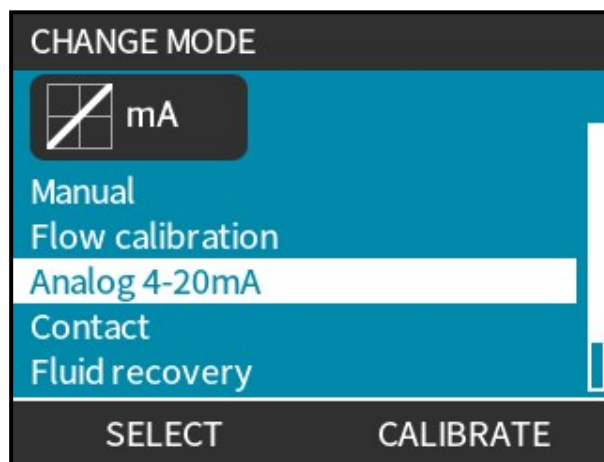 CHANGE MODE
mA
Manual
Flow calibration
Analog 4-20mA
Contact
Fluid recovery
SELECT CALIBRATE